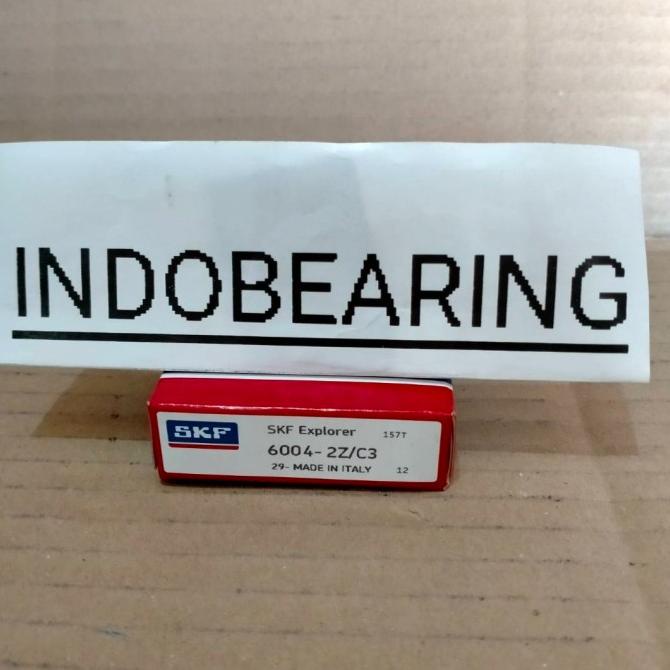 INDOBEARING
SKF
SKF Explorer 157T
6004-2Z/C3
29- MADE IN ITALY 12